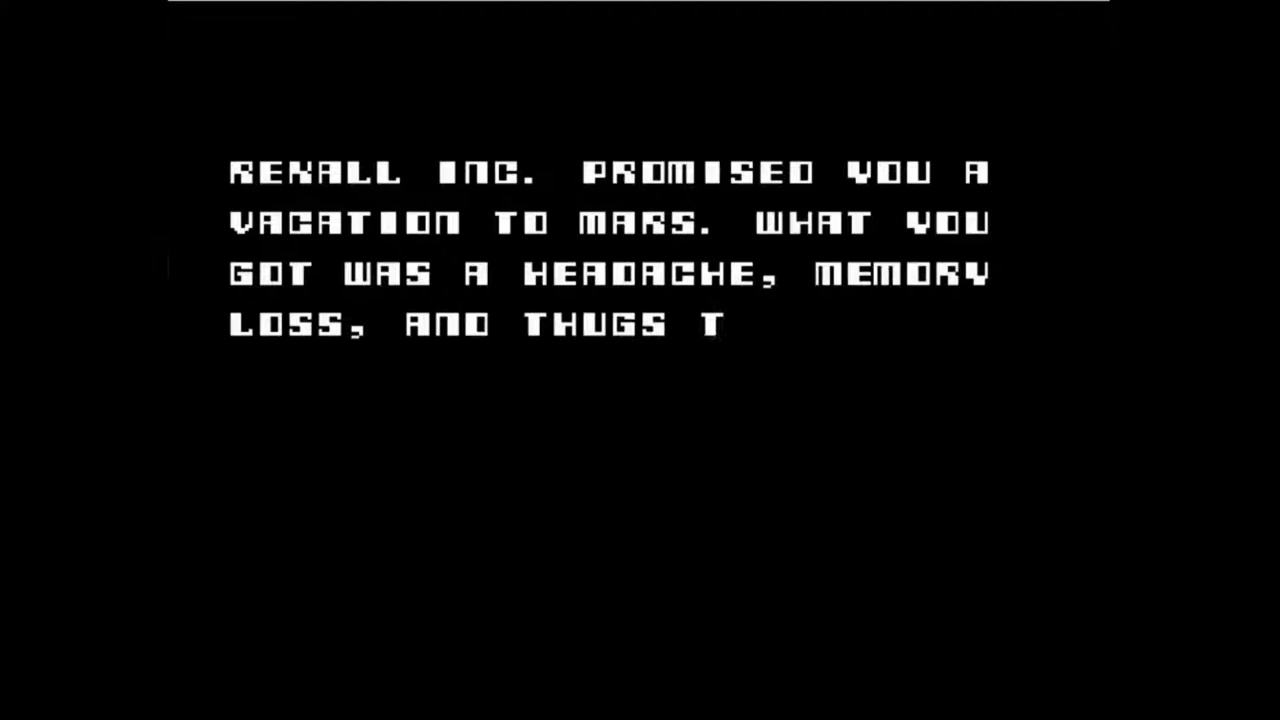 REKALL INC. PROMISED YOU A
VACATION TO MARS. WHAT YOU
GOT WAS A HEADACHE, MEMORY
LOSS, AND THUGS T